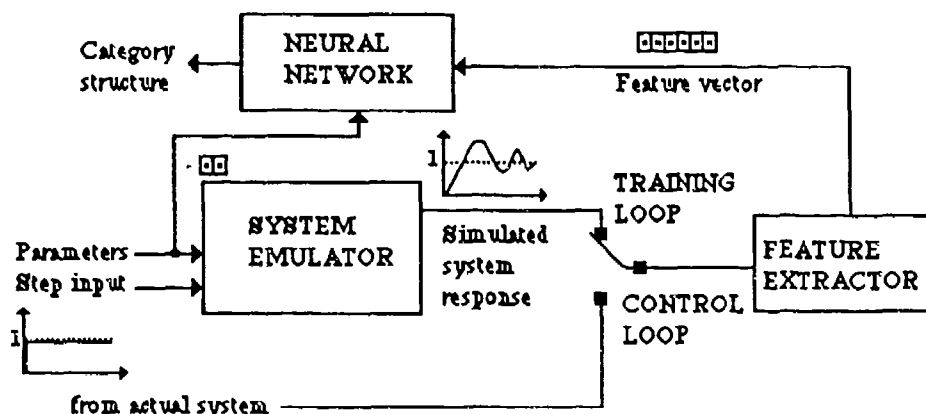 Category
structure
NEURAL
NETWORK
Feature vector
1
TRAINING
LOOP
SYSTEM
EMULATOR
Simulated
system
response
Parameters
Step input
FEATURE
EXTRACTOR
CONTROL
LOOP
1
from actual system